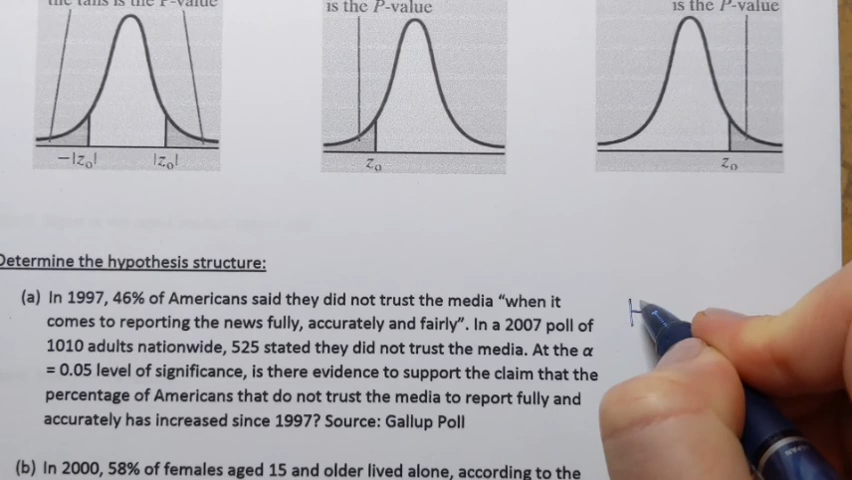 the tails is the P-value
is the P-value
is the P-value
−|z₀| |z₀|
z₀
z₀
Determine the hypothesis structure:
(a) In 1997, 46% of Americans said they did not trust the media “when it
comes to reporting the news fully, accurately and fairly”. In a 2007 poll of
1010 adults nationwide, 525 stated they did not trust the media. At the α
= 0.05 level of significance, is there evidence to support the claim that the
percentage of Americans that do not trust the media to report fully and
accurately has increased since 1997? Source: Gallup Poll
(b) In 2000, 58% of females aged 15 and older lived alone, according to the